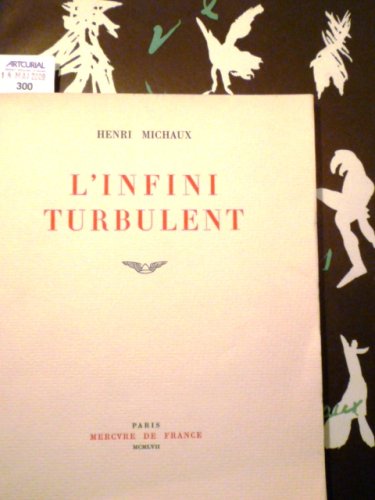 ARTCURIAL
300
HENRI MICHAUX
L'INFINI
TURBULENT
PARIS
MERCVRE DE FRANCE
MCMLVII